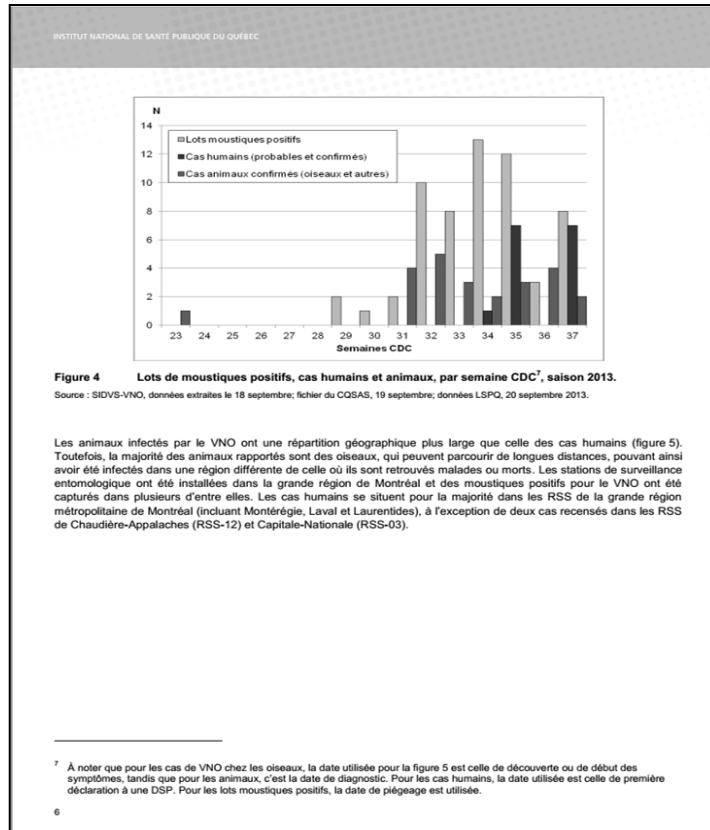 INSTITUT NATIONAL DE SANTÉ PUBLIQUE DU QUÉBEC
N
14
12
10
8
6
4
2
0
Lots moustiques positifs
Cas humains (probables et confirmés)
Cas animaux confirmés (oiseaux et autres)
23 24 25 26 27 28 29 30 31 32 33 34 35 36 37
Semaines CDC
Figure 4 Lots de moustiques positifs, cas humains et animaux, par semaine CDC7, saison 2013.
Source : SIDVS-VNO, données extraites le 18 septembre; fichier du CQSAS, 19 septembre; données LSPQ, 20 septembre 2013.
Les animaux infectés par le VNO ont une répartition géographique plus large que celle des cas humains (figure 5).
Toutefois, la majorité des animaux rapportés sont des oiseaux, qui peuvent parcourir de longues distances, pouvant ainsi
avoir été infectés dans une région différente de celle où ils sont retrouvés malades ou morts. Les stations de surveillance
entomologique ont été installées dans la grande région de Montréal et des moustiques positifs pour le VNO ont été
capturés dans plusieurs d'entre elles. Les cas humains se situent pour la majorité dans les RSS de la grande région
métropolitaine de Montréal (incluant Montérégie, Laval et Laurentides), à l'exception de deux cas recensés dans les RSS
de Chaudière-Appalaches (RSS-12) et Capitale-Nationale (RSS-03).
7 À noter que pour les cas de VNO chez les oiseaux, la date utilisée pour la figure 5 est celle de découverte ou de début des
symptômes, tandis que pour les animaux, c'est la date de diagnostic. Pour les cas humains, la date utilisée est celle de première
déclaration à une DSP. Pour les lots moustiques positifs, la date de piégeage est utilisée.
6